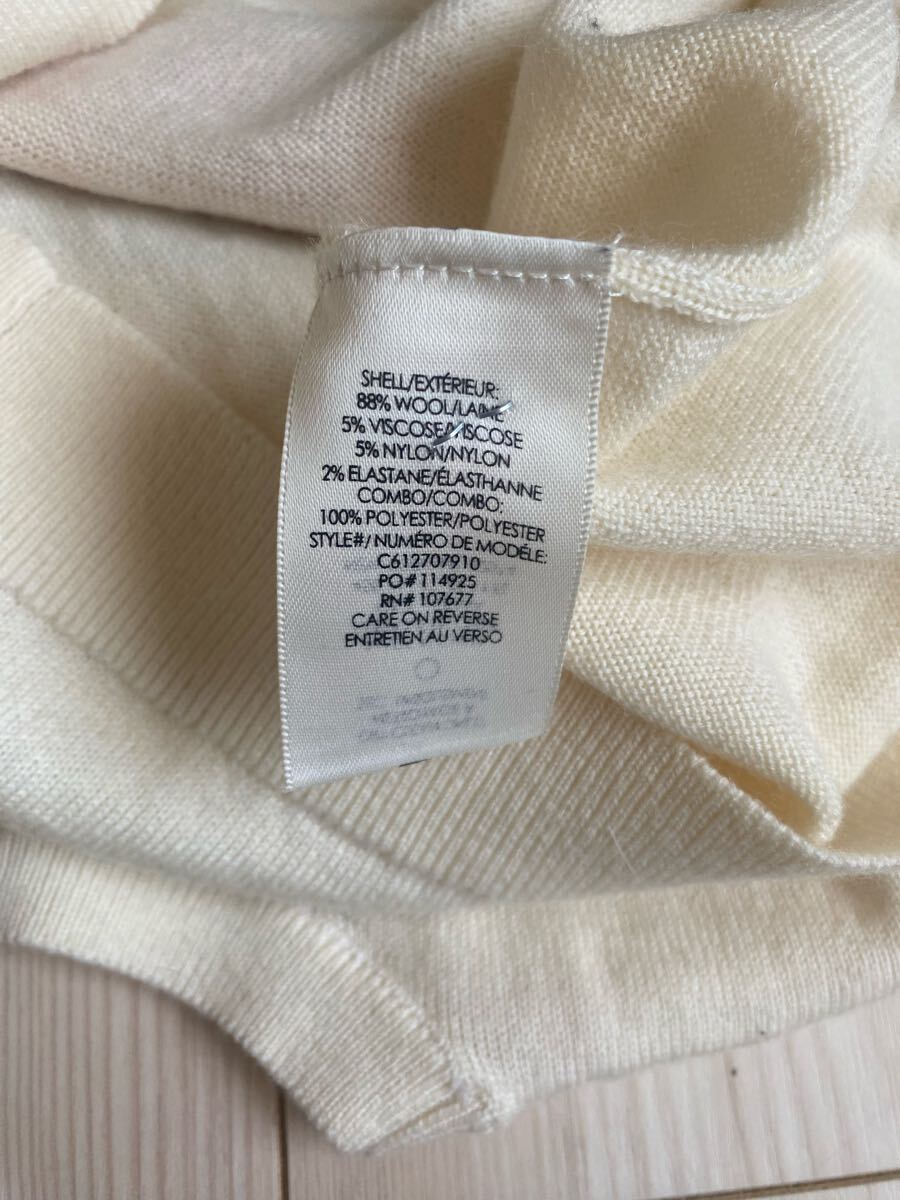 SHELL/EXTÉRIEUR:
88% WOOL/LAINE
5% VISCOSE/VISCOSE
5% NYLON/NYLON
2% ELASTANE/ÉLASTHANNE
COMBO/COMBO:
100% POLYESTER/POLYESTER
STYLE#/NUMÉRO DE MODÉLE:
C612707910
PO# 114925
RN# 107677
CARE ON REVERSE
ENTRETIEN AU VERSO